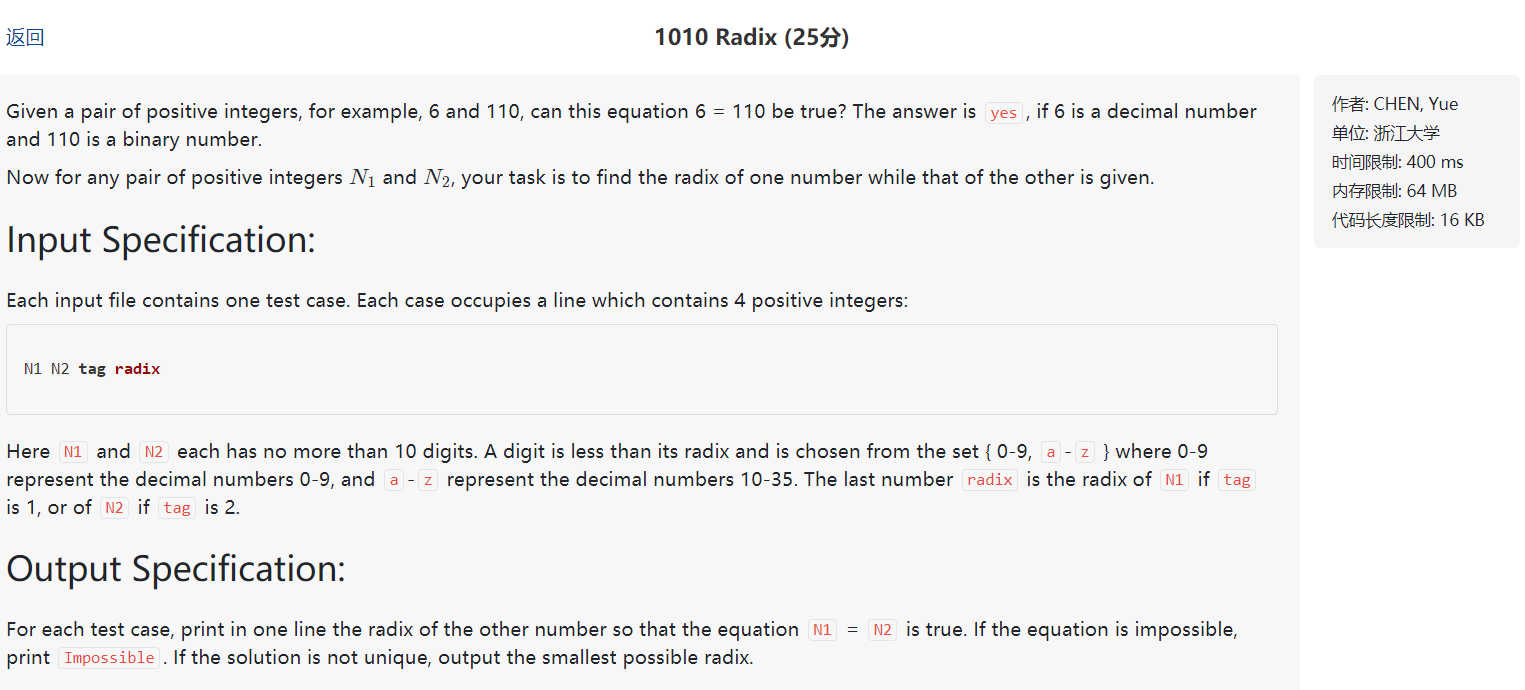 返回
1010 Radix (25分)
Given a pair of positive integers, for example, 6 and 110, can this equation 6 = 110 be true? The answer is yes, if 6 is a decimal number
and 110 is a binary number.
Now for any pair of positive integers N1 and N2, your task is to find the radix of one number while that of the other is given.
Input Specification:
Each input file contains one test case. Each case occupies a line which contains 4 positive integers:
N1 N2 tag radix
Here N1 and N2 each has no more than 10 digits. A digit is less than its radix and is chosen from the set { 0-9, a-z } where 0-9
represent the decimal numbers 0-9, and a-z represent the decimal numbers 10-35. The last number radix is the radix of N1 if tag
is 1, or of N2 if tag is 2.
Output Specification:
For each test case, print in one line the radix of the other number so that the equation N1 = N2 is true. If the equation is impossible,
print Impossible. If the solution is not unique, output the smallest possible radix.
作者: CHEN, Yue
单位: 浙江大学
时间限制: 400 ms
内存限制: 64 MB
代码长度限制: 16 KB